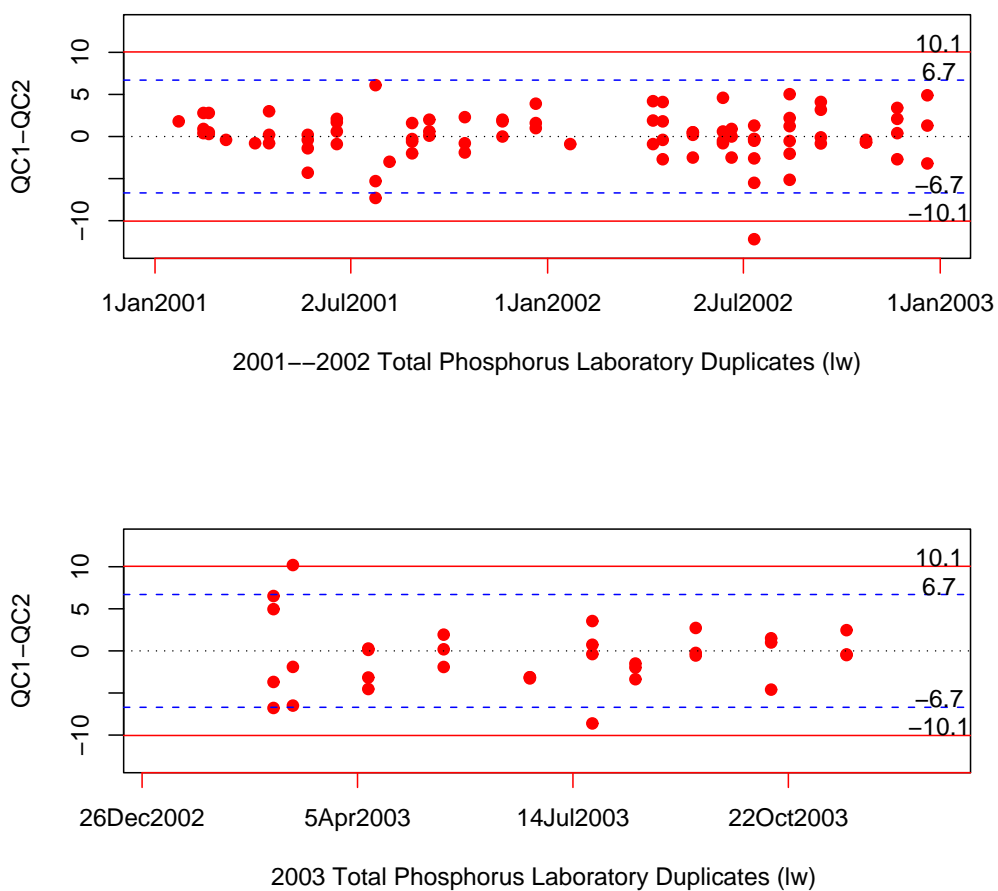 10
5
0
−10
QC1−QC2
10.1
6.7
−6.7
−10.1
1Jan2001 2Jul2001 1Jan2002 2Jul2002 1Jan2003
2001−−2002 Total Phosphorus Laboratory Duplicates (lw)
10
5
0
−10
QC1−QC2
10.1
6.7
−6.7
−10.1
26Dec2002 5Apr2003 14Jul2003 22Oct2003
2003 Total Phosphorus Laboratory Duplicates (lw)